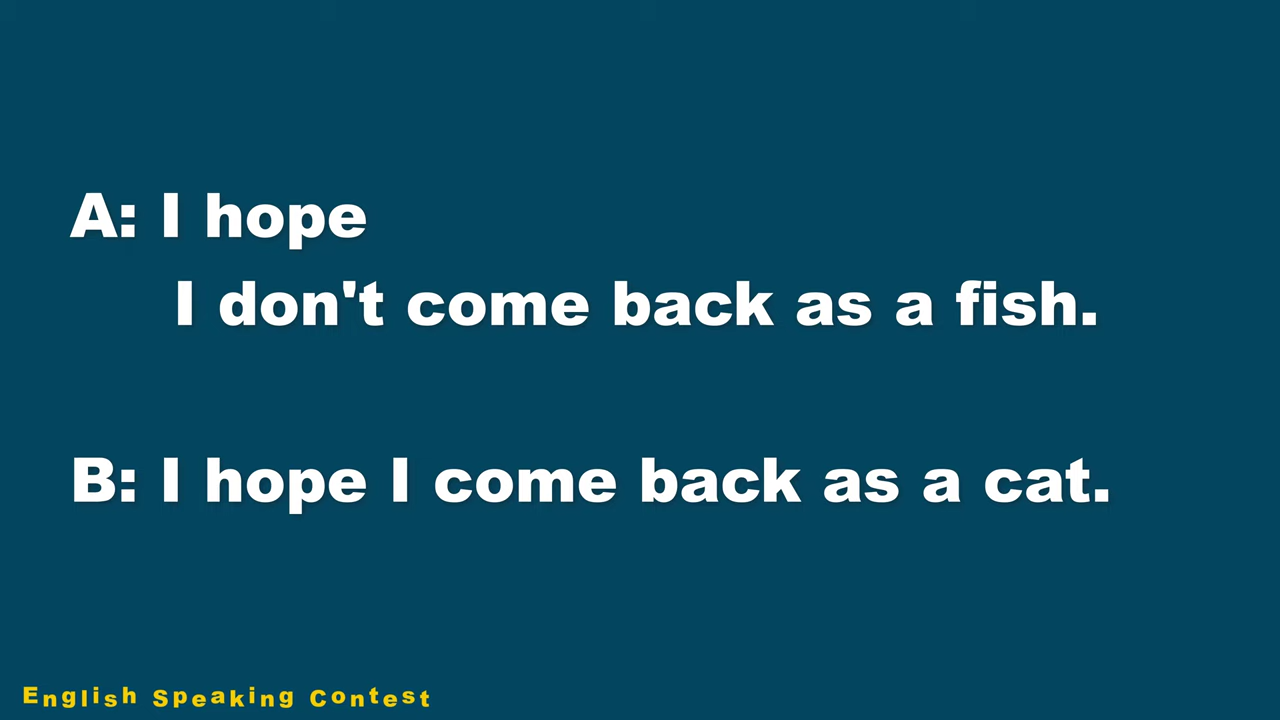 A: I hope
I don't come back as a fish.
B: I hope I come back as a cat.
English Speaking Contest